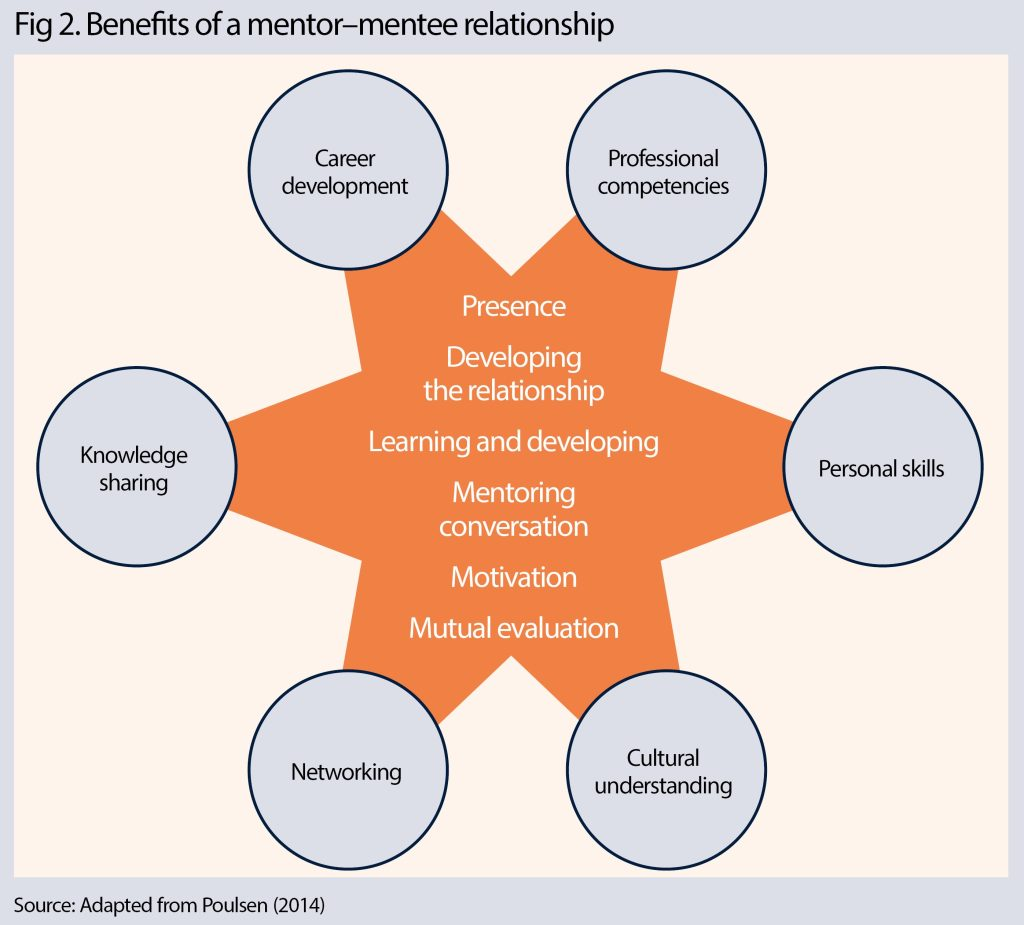 Fig 2. Benefits of a mentor–mentee relationship
Career
development
Professional
competencies
Presence
Developing
the relationship
Learning and developing
Mentoring
conversation
Motivation
Mutual evaluation
Knowledge
sharing
Personal skills
Networking
Cultural
understanding
Source: Adapted from Poulsen (2014)